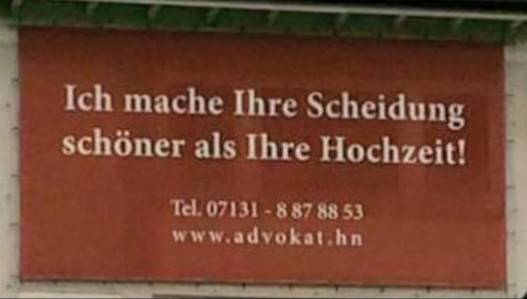 Ich mache Ihre Scheidung
schöner als Ihre Hochzeit!
Tel. 07131 - 8 87 88 53
www.advokat.hn